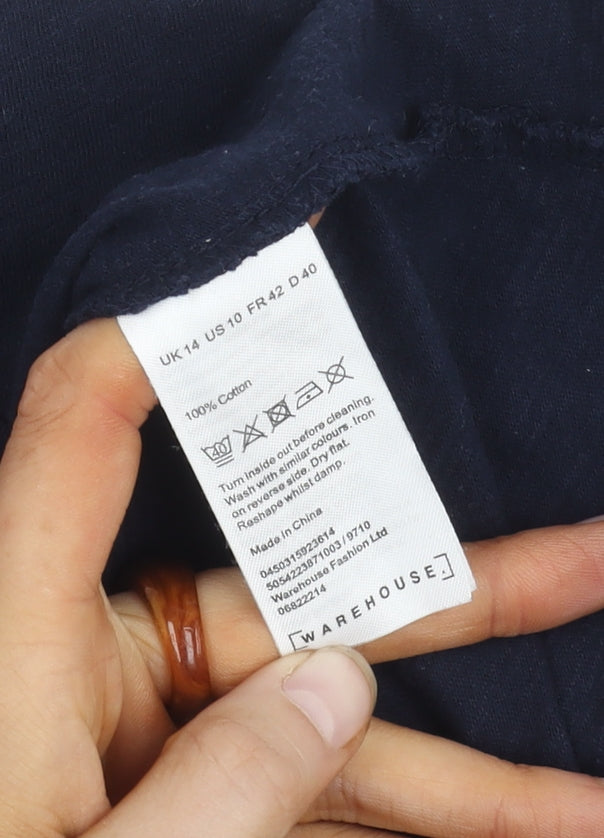 UK 14 US 10 FR 42 D 40
100% Cotton
40
Turn inside out before cleaning.
Wash with similar colours. Iron
on reverse side. Dry flat.
Reshape whilst damp.
Made in China
0450315923614
5054223871003 / 9710
Warehouse Fashion Ltd
06822214
WAREHOUSE.